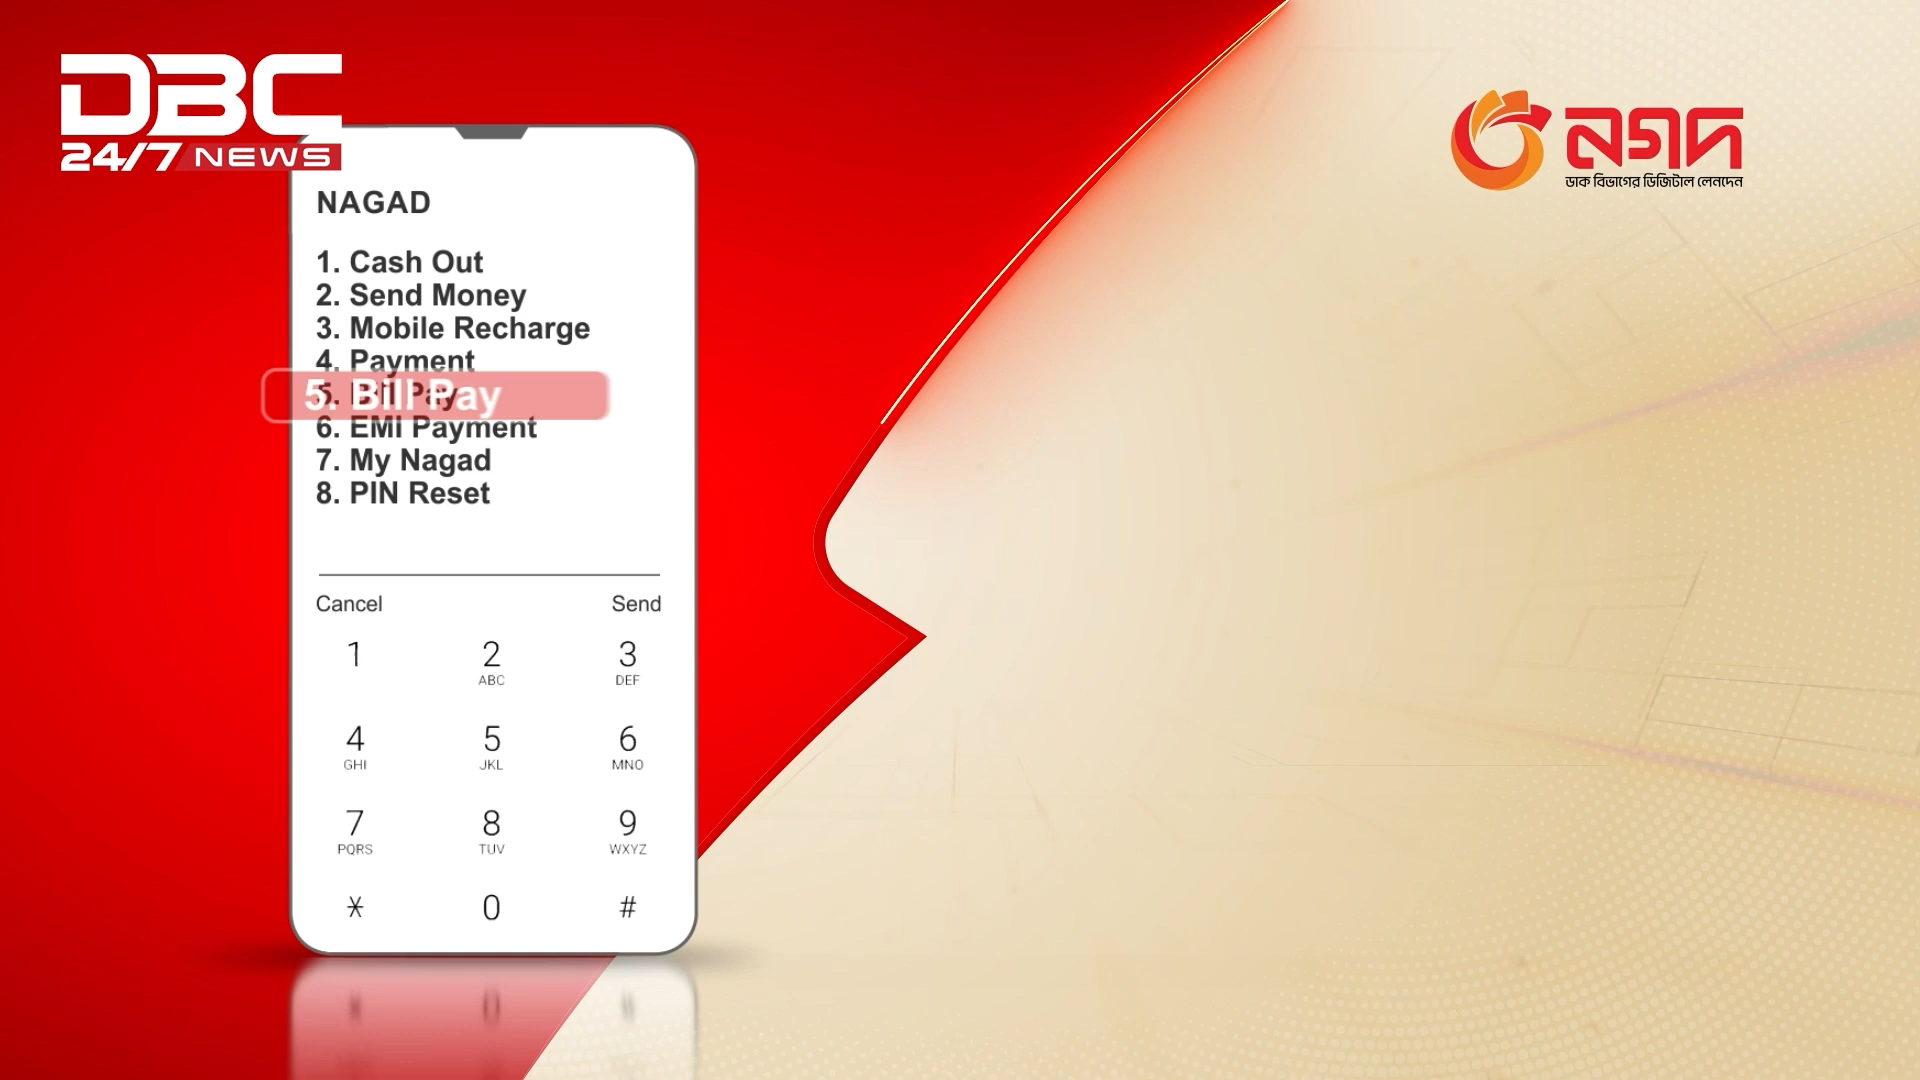 DBC
24/7 NEWS
নগদ
ডাক বিভাগের ডিজিটাল লেনদেন
NAGAD
1. Cash Out
2. Send Money
3. Mobile Recharge
4. Payment
5. Bill Pay
6. EMI Payment
7. My Nagad
8. PIN Reset
Cancel Send
1 2 3
ABC DEF
4 5 6
GHI JKL MNO
7 8 9
PQRS TUV WXYZ
* 0 #